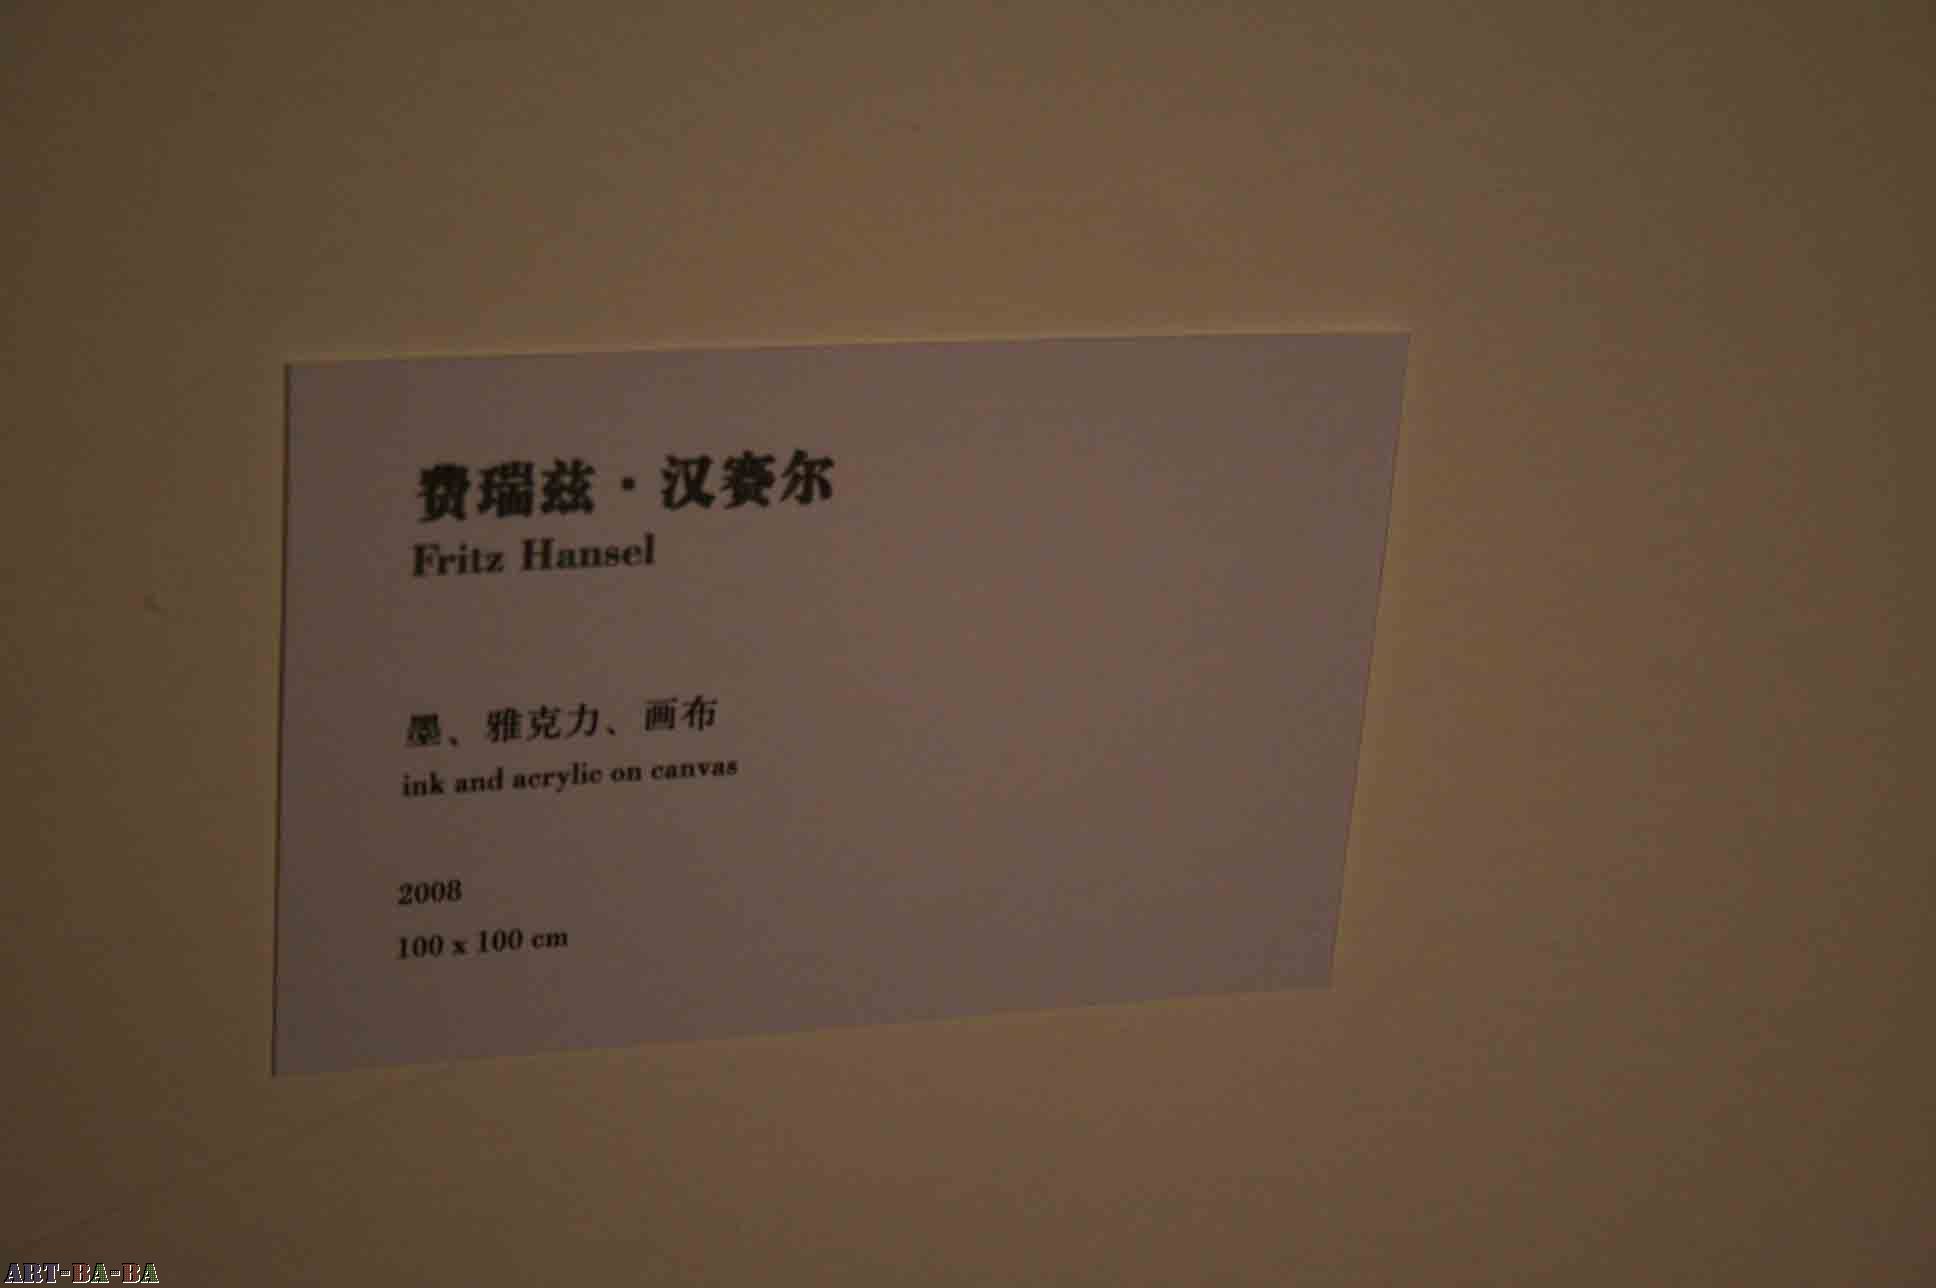 费瑞兹·汉赛尔
Fritz Hansel
墨、雅克力、画布
ink and acrylic on canvas
2008
100 x 100 cm
ART-BA-BA